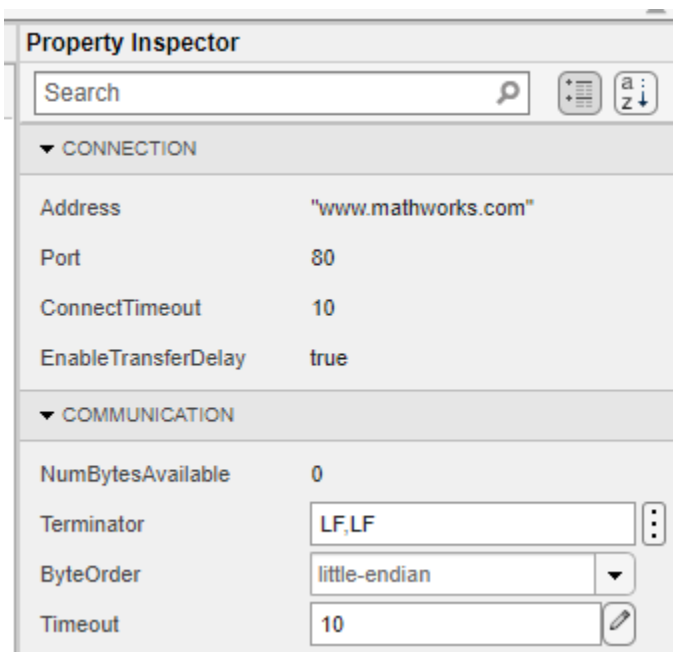 Property Inspector
Search
a
z
CONNECTION
Address "www.mathworks.com"
Port 80
ConnectTimeout 10
EnableTransferDelay true
COMMUNICATION
NumBytesAvailable 0
Terminator LF,LF
ByteOrder little-endian
Timeout 10